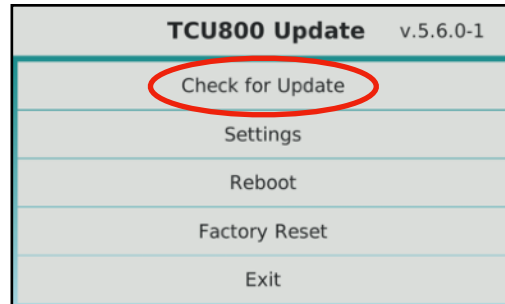 TCU800 Update v.5.6.0-1
Check for Update
Settings
Reboot
Factory Reset
Exit